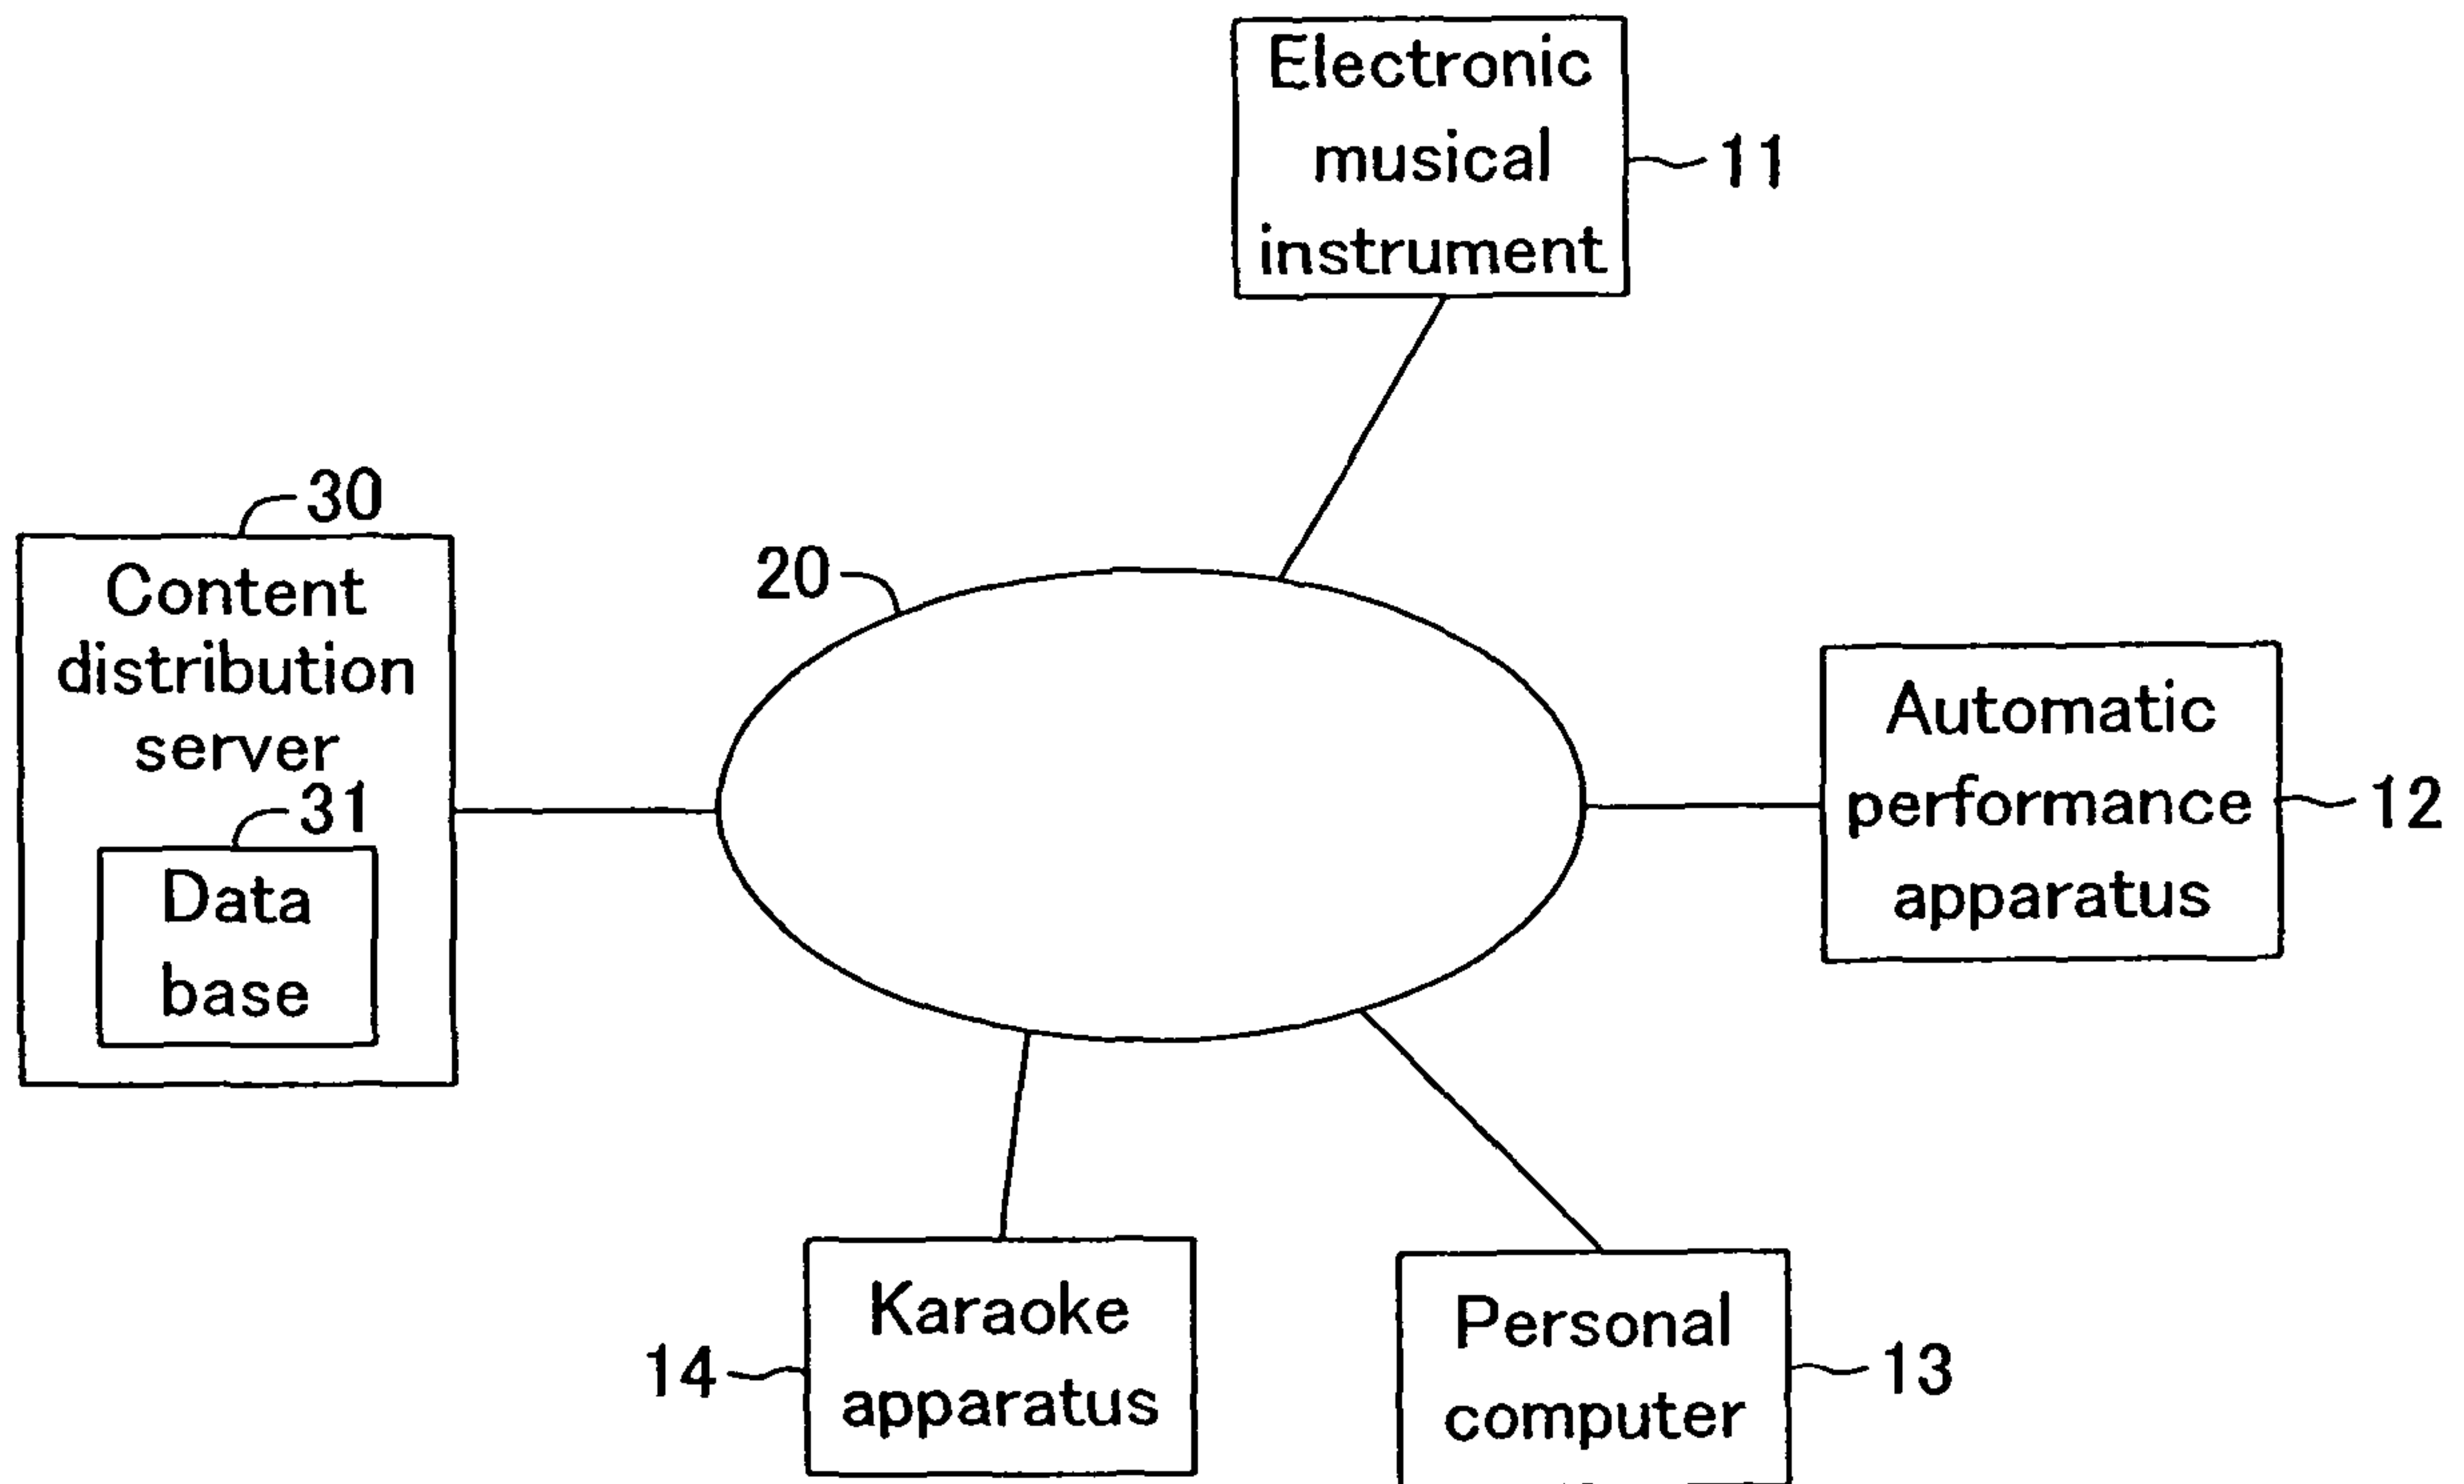 Electronic
musical
instrument
11
30
Content
distribution
server
31
Data
base
20
Automatic
performance
apparatus
12
Karaoke
apparatus
14
Personal
computer
13